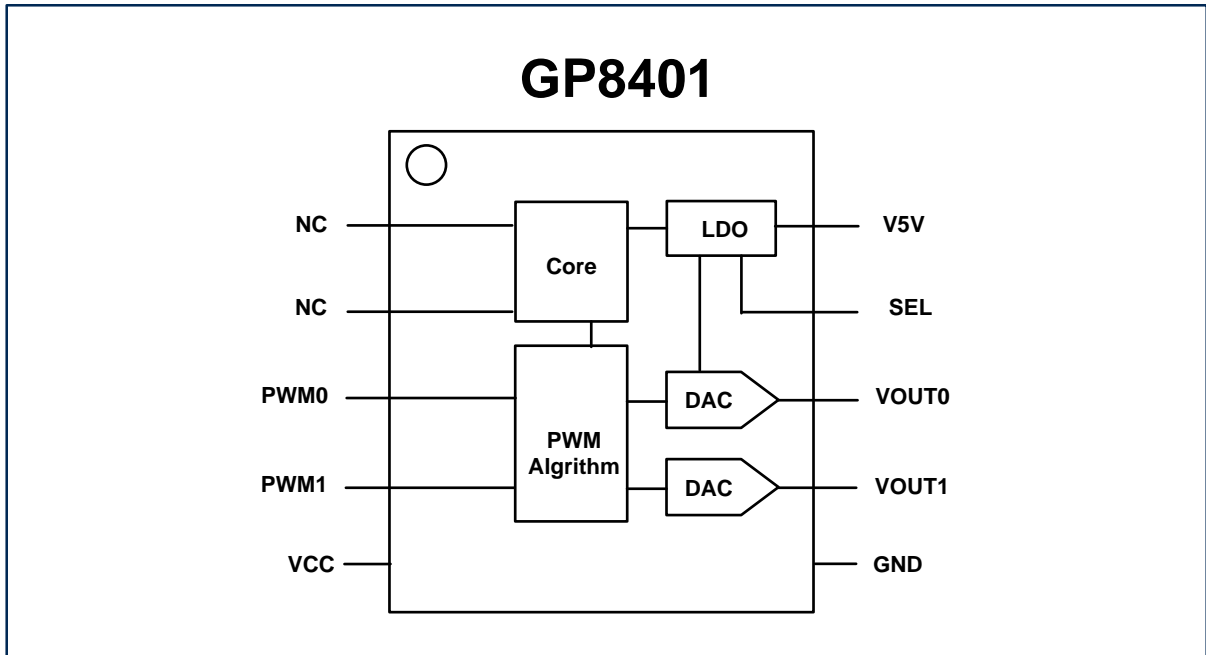 GP8401
NC
Core
LDO
V5V
NC
SEL
PWM0
PWM
Algrithm
DAC
VOUT0
PWM1
DAC
VOUT1
VCC
GND